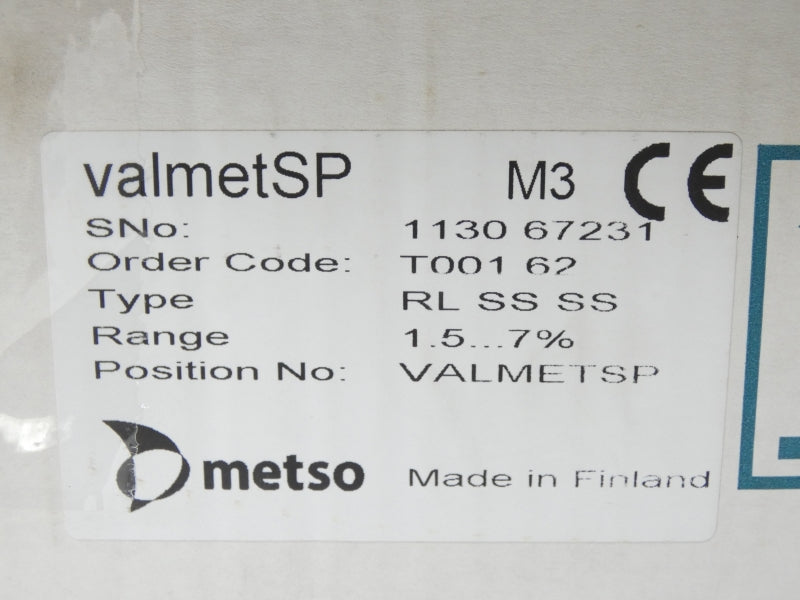 valmetSP M3 CE
SNo: 1130 67231
Order Code: T001 62
Type RL SS SS
Range 1.5...7%
Position No: VALMETSP
metso Made in Finland